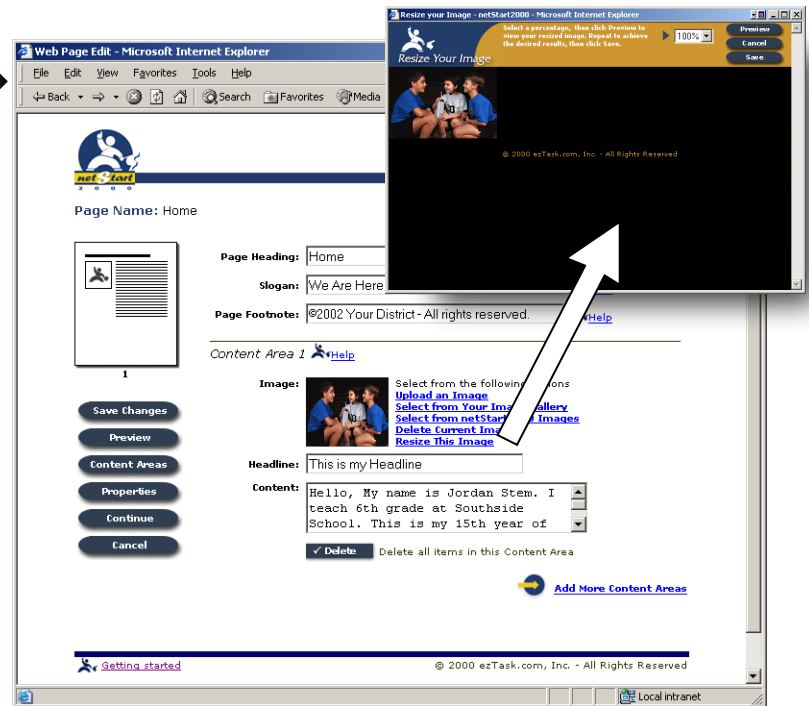 Resize your Image - netStart2000 - Microsoft Internet Explorer
Select a percentage, then click Preview to
view your resized image. Repeat to achieve
the desired results, then click Save.
100%
Preview
Cancel
Save
Resize Your Image
© 2000 ezTask.com, Inc. - All Rights Reserved
Web Page Edit - Microsoft Internet Explorer
File Edit View Favorites Tools Help
Back Search Favorites Media
netStart
2 0 0 0
Page Name: Home
Page Heading: Home
Slogan: We Are Here
Page Footnote: ©2002 Your District - All rights reserved.
Help
Content Area 1 Help
1
Image:
Select from the following options
Upload an Image
Select from Your Image Gallery
Select from netStart Images
Delete Current Image
Resize This Image
Save Changes
Preview
Content Areas
Properties
Continue
Cancel
Headline: This is my Headline
Content: Hello, My name is Jordan Stem. I
teach 6th grade at Southside
School. This is my 15th year of
✓ Delete Delete all items in this Content Area
Add More Content Areas
Getting started
© 2000 ezTask.com, Inc. - All Rights Reserved
Local intranet